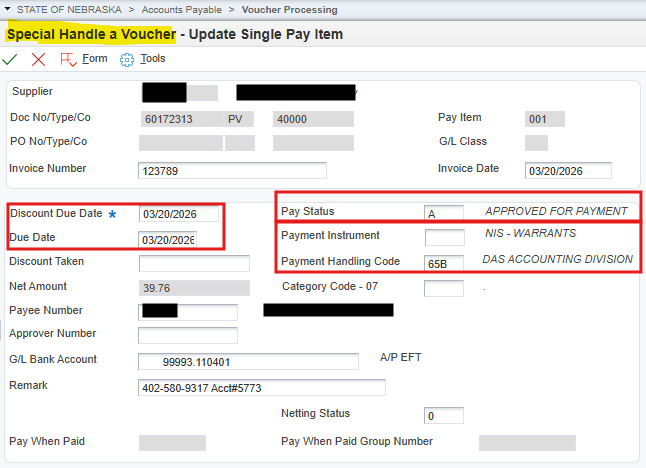 STATE OF NEBRASKA > Accounts Payable > Voucher Processing
Special Handle a Voucher - Update Single Pay Item
Form Tools
Supplier
Doc No/Type/Co 60172313 PV 40000 Pay Item 001
PO No/Type/Co G/L Class
Invoice Number 123789 Invoice Date 03/20/2026
Discount Due Date * 03/20/2026 Pay Status A APPROVED FOR PAYMENT
Due Date 03/20/2026 Payment Instrument NIS - WARRANTS
Discount Taken Payment Handling Code 65B DAS ACCOUNTING DIVISION
Net Amount 39.76 Category Code - 07 .
Payee Number
Approver Number
G/L Bank Account 99993.110401 A/P EFT
Remark 402-580-9317 Acct#5773
Netting Status 0
Pay When Paid Pay When Paid Group Number